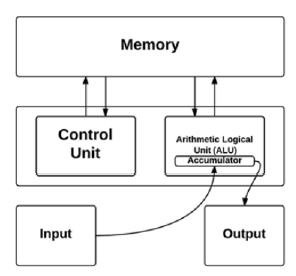 Memory
Control
Unit
Arithmetic Logical
Unit (ALU)
Accumulator
Input
Output